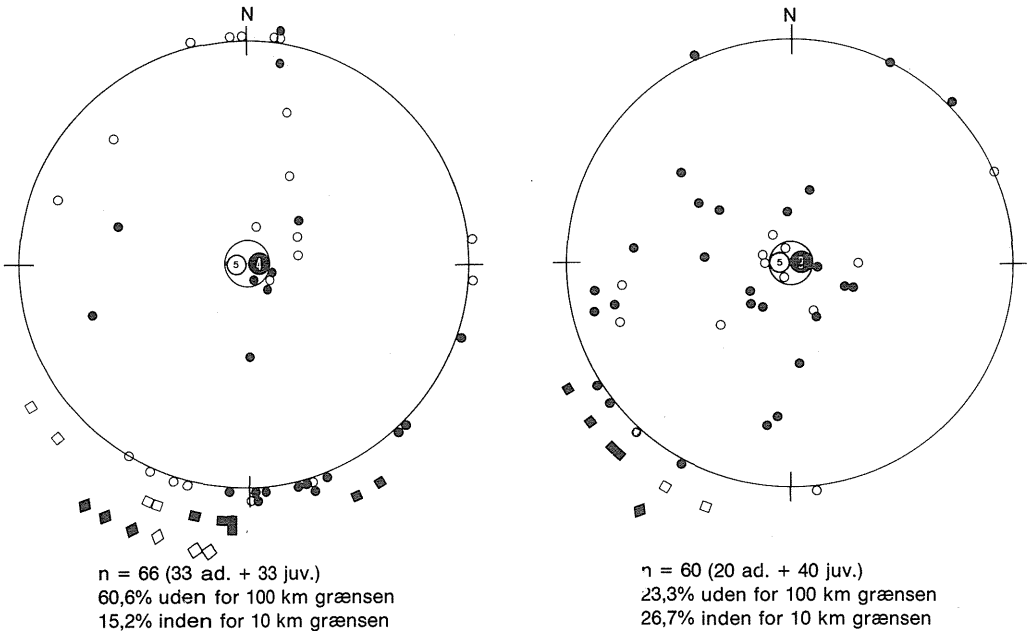 N
N
5
4
5
n = 66 (33 ad. + 33 juv.)
60,6% uden for 100 km grænsen
15,2% inden for 10 km grænsen
n = 60 (20 ad. + 40 juv.)
23,3% uden for 100 km grænsen
26,7% inden for 10 km grænsen